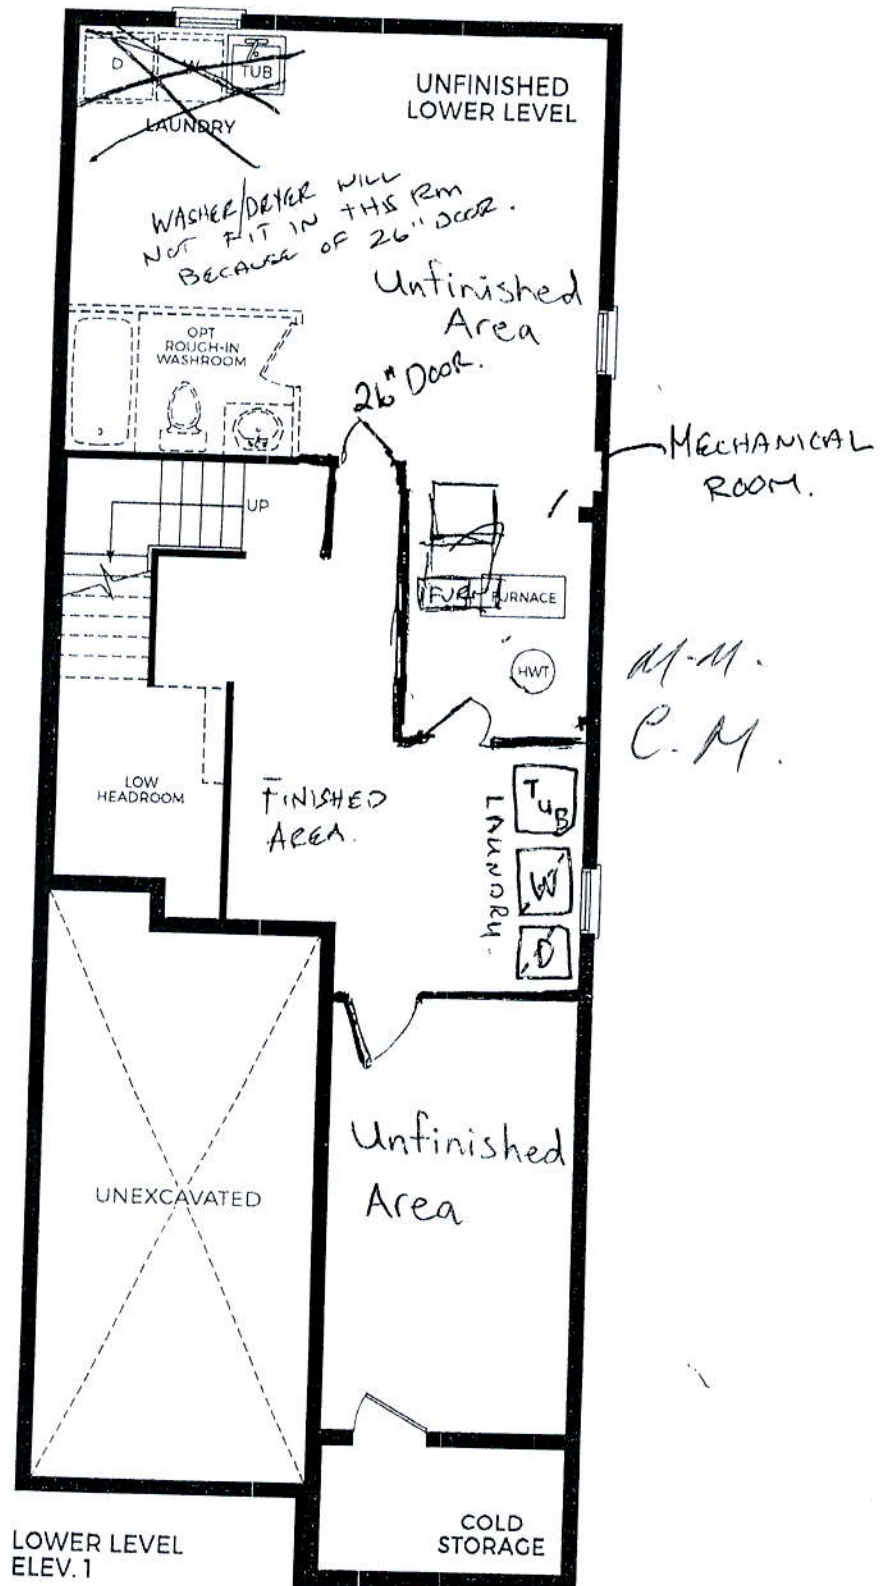 D
W
TUB
LAUNDRY
UNFINISHED
LOWER LEVEL
WASHER/DRYER WILL
NOT FIT IN THIS RM
BECAUSE OF 26" DOOR.
Unfinished
Area
OPT
ROUGH-IN
WASHROOM
26" DOOR.
MECHANICAL
ROOM.
UP
FUR
FURNACE
HWT
M.M.
C.M.
LOW
HEADROOM
FINISHED
AREA.
LAUNDRY.
TUB
W
D
Unfinished
Area
UNEXCAVATED
COLD
STORAGE
LOWER LEVEL
ELEV. 1